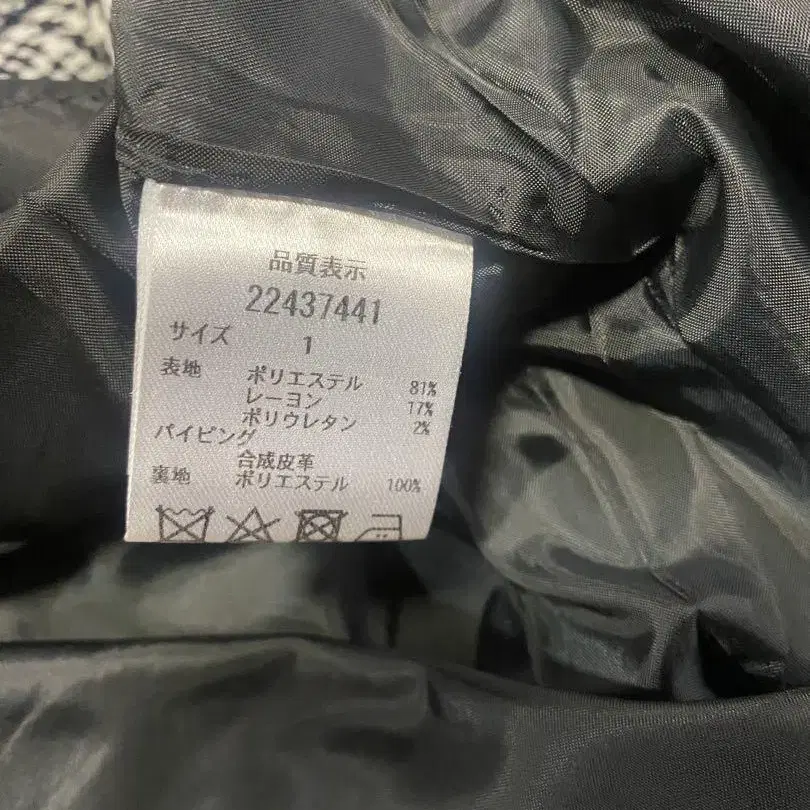 品質表示
22437441
サイズ 1
表地 ポリエステル 81%
レーヨン 17%
ポリウレタン 2%
パイピング
合成皮革
裏地 ポリエステル 100%